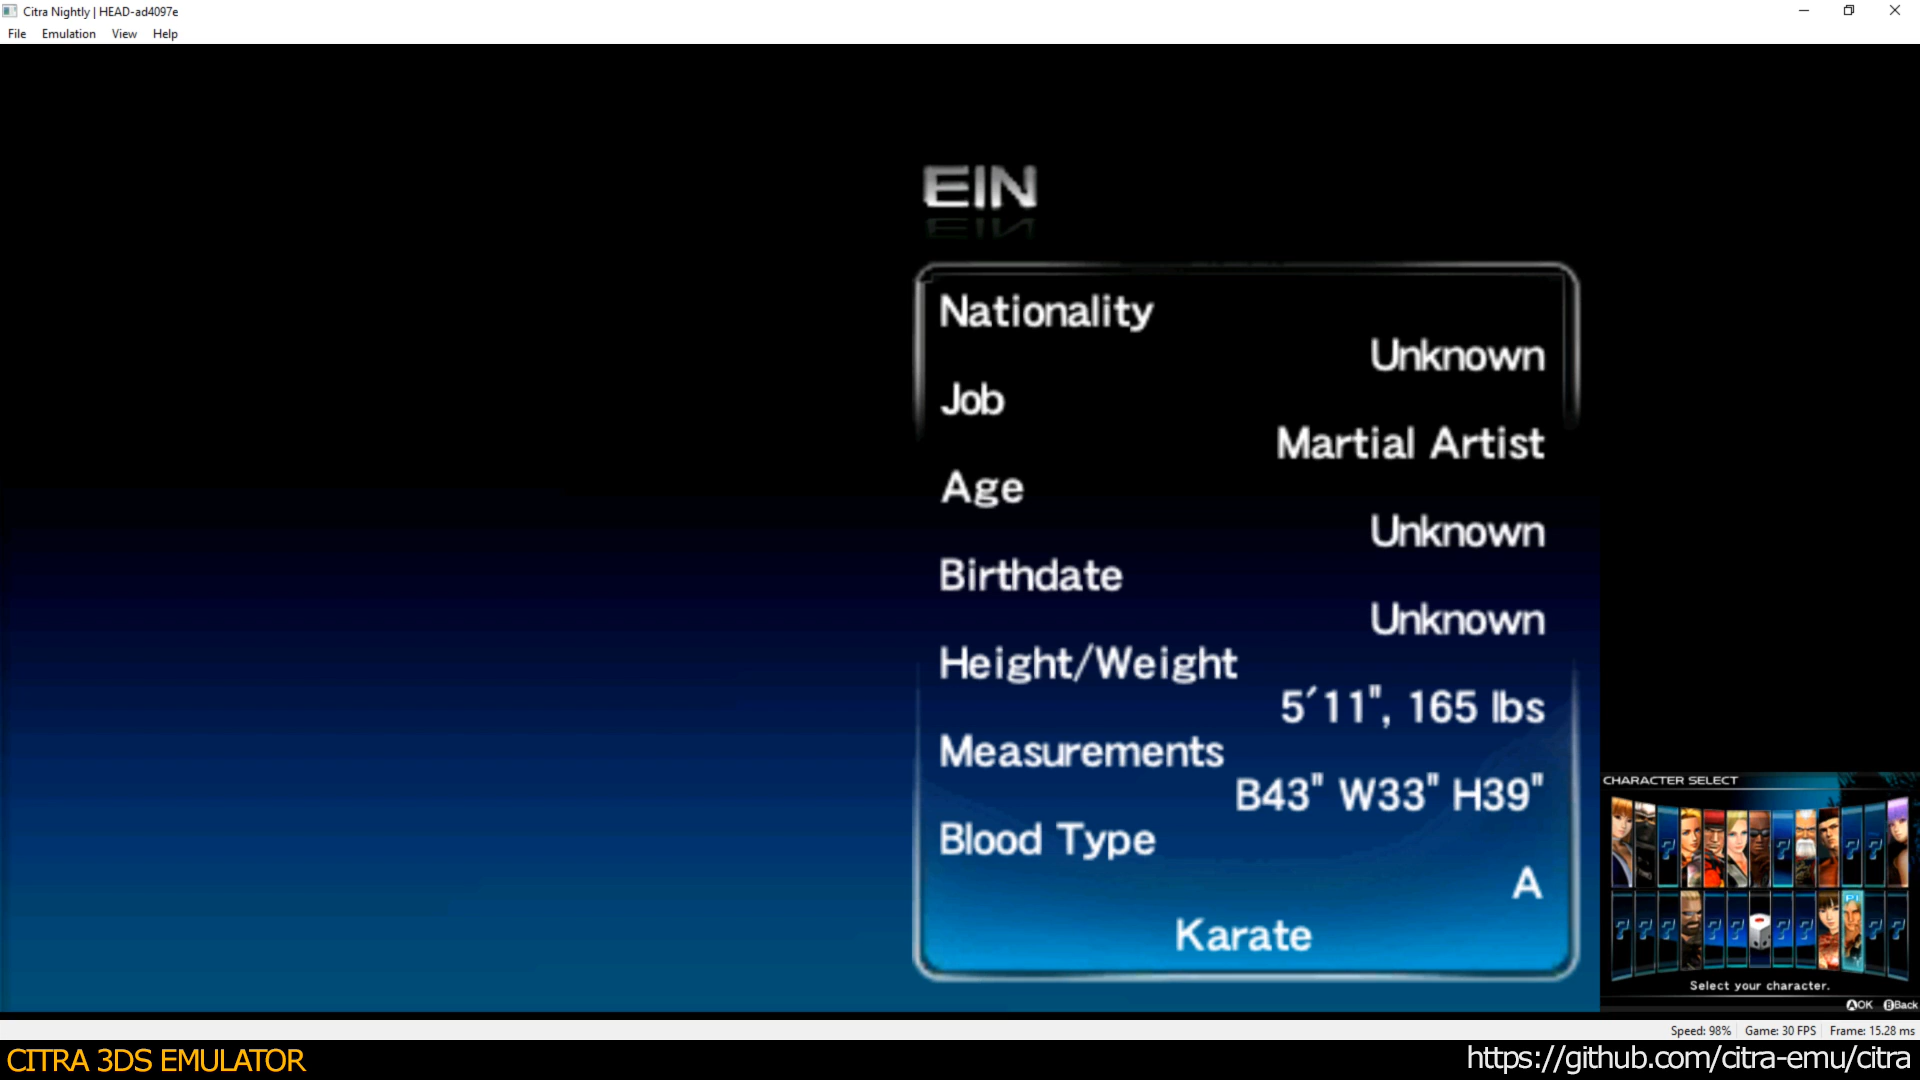 Citra Nightly | HEAD-ad4097e
File Emulation View Help
EIN
Nationality
Unknown
Job
Martial Artist
Age
Unknown
Birthdate
Unknown
Height/Weight
5'11", 165 lbs
Measurements
B43" W33" H39"
Blood Type
A
Karate
CHARACTER SELECT
? ? ? ?
P1
? ? ? ? ? ? ? ? ?
Select your character.
A OK B Back
Speed: 98% Game: 30 FPS Frame: 15.28 ms
CITRA 3DS EMULATOR
https://github.com/citra-emu/citra